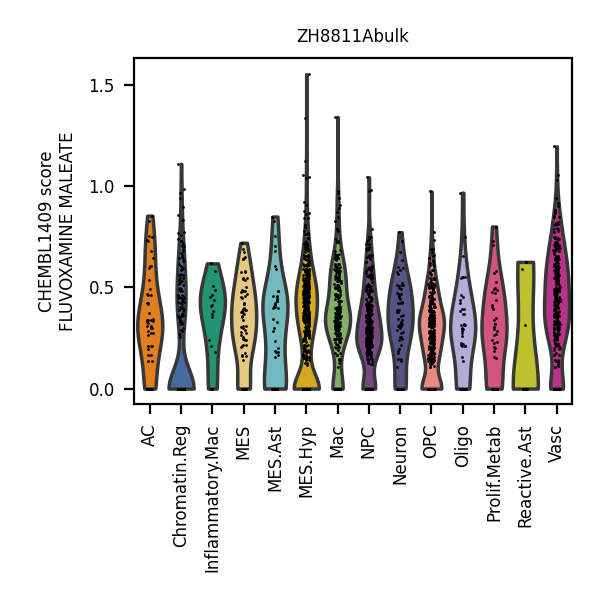 ZH8811Abulk
CHEMBL1409 score
FLUVOXAMINE MALEATE
1.5
1.0
0.5
0.0
AC
Chromatin.Reg
Inflammatory.Mac
MES
MES.Ast
MES.Hyp
Mac
NPC
Neuron
OPC
Oligo
Prolif.Metab
Reactive.Ast
Vasc